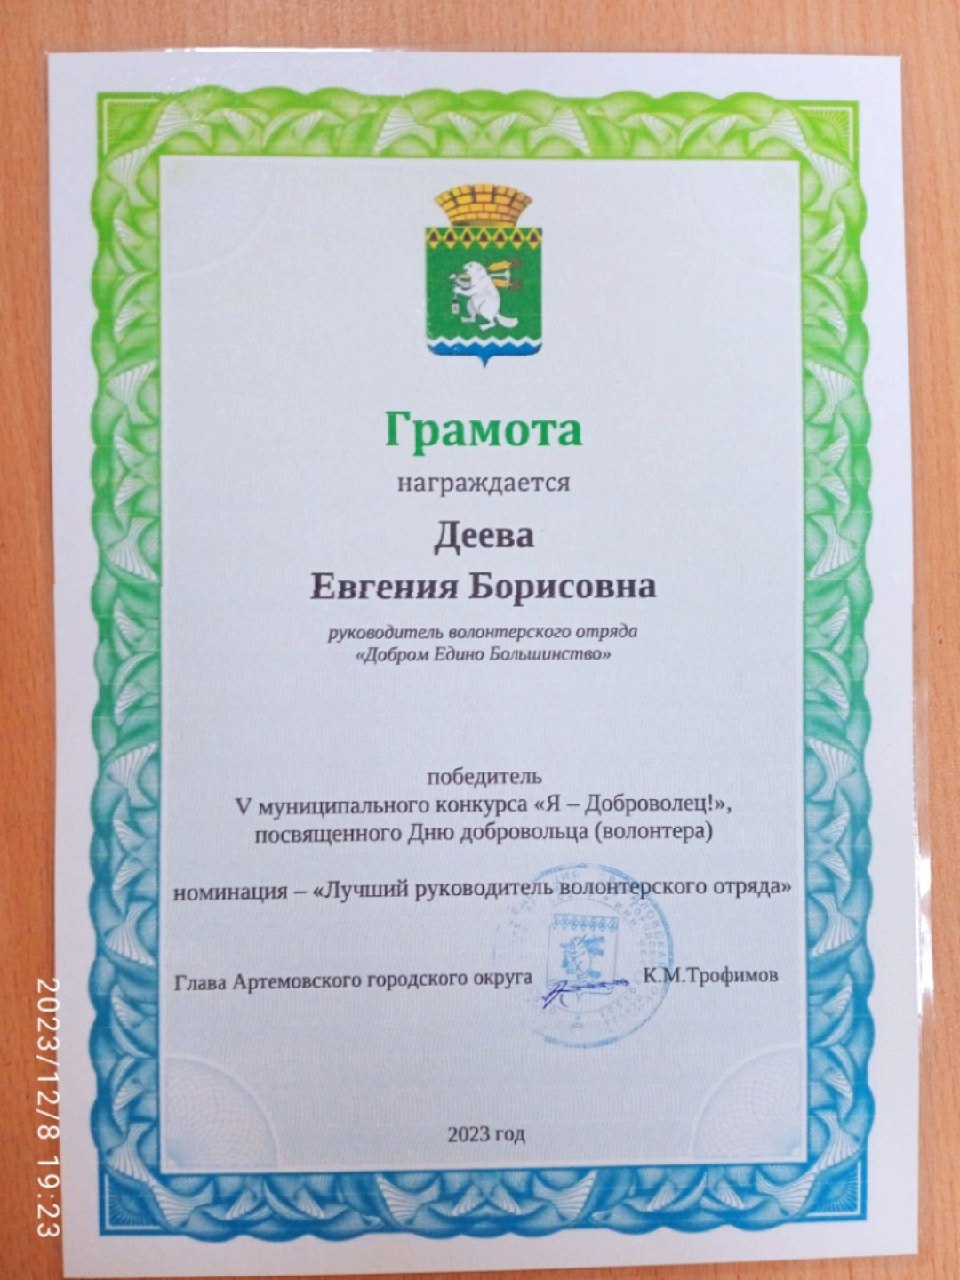 Грамота
награждается
Деева
Евгения Борисовна
руководитель волонтерского отряда
«Добром Едино Большинство»
победитель
V муниципального конкурса «Я – Доброволец!»,
посвященного Дню добровольца (волонтера)
номинация – «Лучший руководитель волонтерского отряда»
Глава Артемовского городского округа К.М.Трофимов
2023 год
2023/12/8 19:23